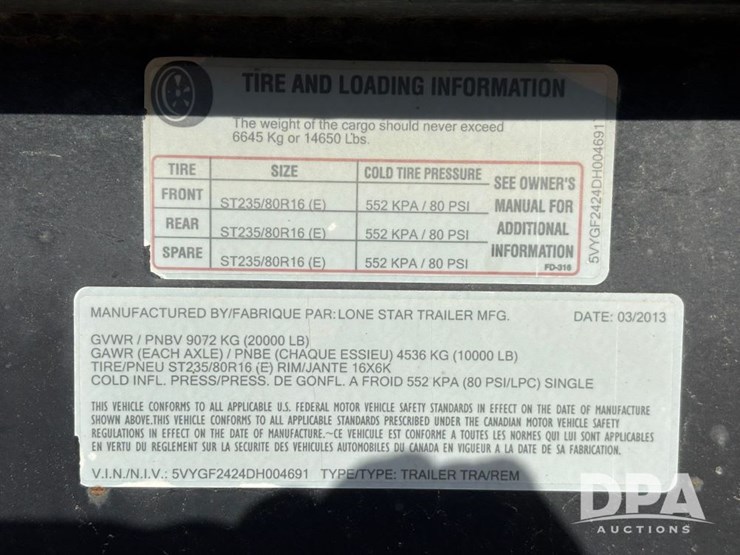 TIRE AND LOADING INFORMATION
The weight of the cargo should never exceed
6645 Kg or 14650 Lbs.
TIRE SIZE COLD TIRE PRESSURE SEE OWNER'S MANUAL FOR ADDITIONAL INFORMATION
FRONT ST235/80R16 (E) 552 KPA / 80 PSI
REAR ST235/80R16 (E) 552 KPA / 80 PSI
SPARE ST235/80R16 (E) 552 KPA / 80 PSI
FD-316
5VYGF2424DH004691
MANUFACTURED BY/FABRIQUE PAR: LONE STAR TRAILER MFG. DATE: 03/2013
GVWR / PNBV 9072 KG (20000 LB)
GAWR (EACH AXLE) / PNBE (CHAQUE ESSIEU) 4536 KG (10000 LB)
TIRE/PNEU ST235/80R16 (E) RIM/JANTE 16X6K
COLD INFL. PRESS/PRESS. DE GONFL. A FROID 552 KPA (80 PSI/LPC) SINGLE
THIS VEHICLE CONFORMS TO ALL APPLICABLE U.S. FEDERAL MOTOR VEHICLE SAFETY STANDARDS IN EFFECT ON THE DATE OF MANUFACTURE
SHOWN ABOVE.THIS VEHICLE CONFORMS TO ALL APPLICABLE STANDARDS PRESCRIBED UNDER THE CANADIAN MOTOR VEHICLE SAFETY
REGULATIONS IN EFFECT ON THE DATE OF MANUFACTURE.~CE VEHICULE EST CONFORME A TOUTES LES NORMES QUI LUI SONT APPLICABLES
EN VERTU DU REGLEMENT SUR LA SECURITE DES VEHICULES AUTOMOBILES DU CANADA EN VIGUEUR A LA DATE DE SA FABRICATION.
V.I.N./N.I.V.: 5VYGF2424DH004691 TYPE/TYPE: TRAILER TRA/REM
DPA
AUCTIONS